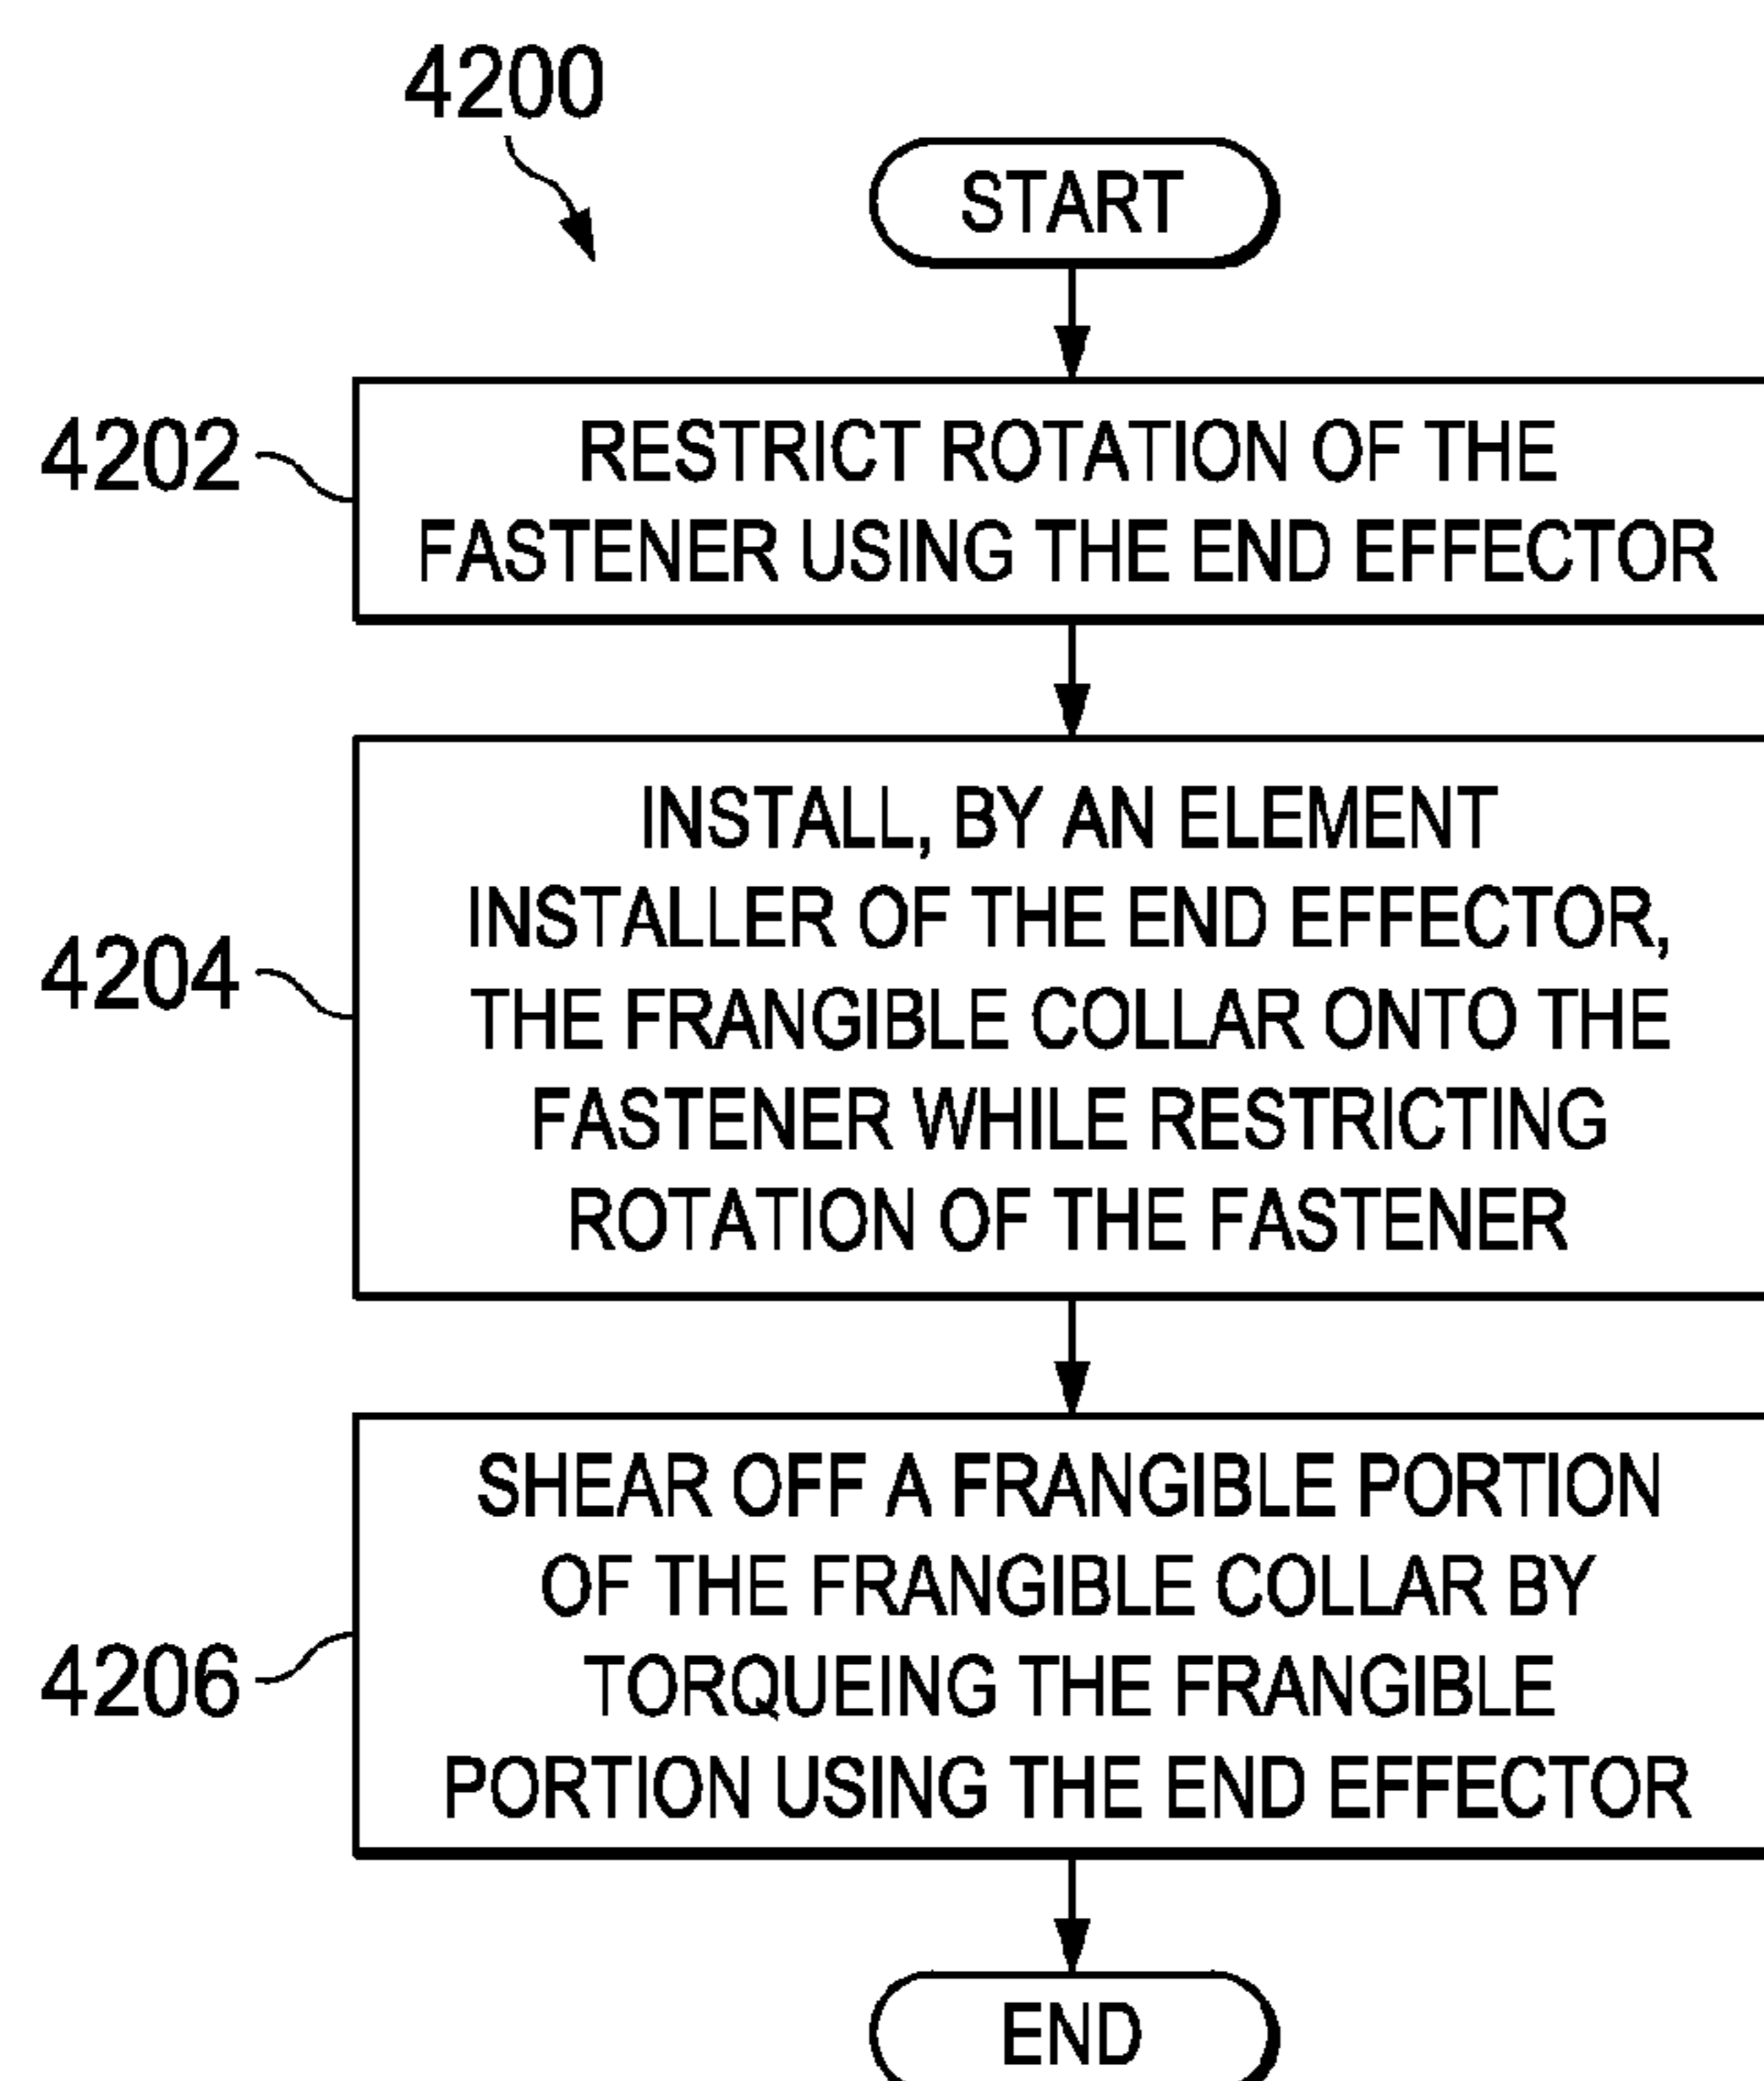 4200
START
4202
RESTRICT ROTATION OF THE
FASTENER USING THE END EFFECTOR
4204
INSTALL, BY AN ELEMENT
INSTALLER OF THE END EFFECTOR,
THE FRANGIBLE COLLAR ONTO THE
FASTENER WHILE RESTRICTING
ROTATION OF THE FASTENER
4206
SHEAR OFF A FRANGIBLE PORTION
OF THE FRANGIBLE COLLAR BY
TORQUEING THE FRANGIBLE
PORTION USING THE END EFFECTOR
END